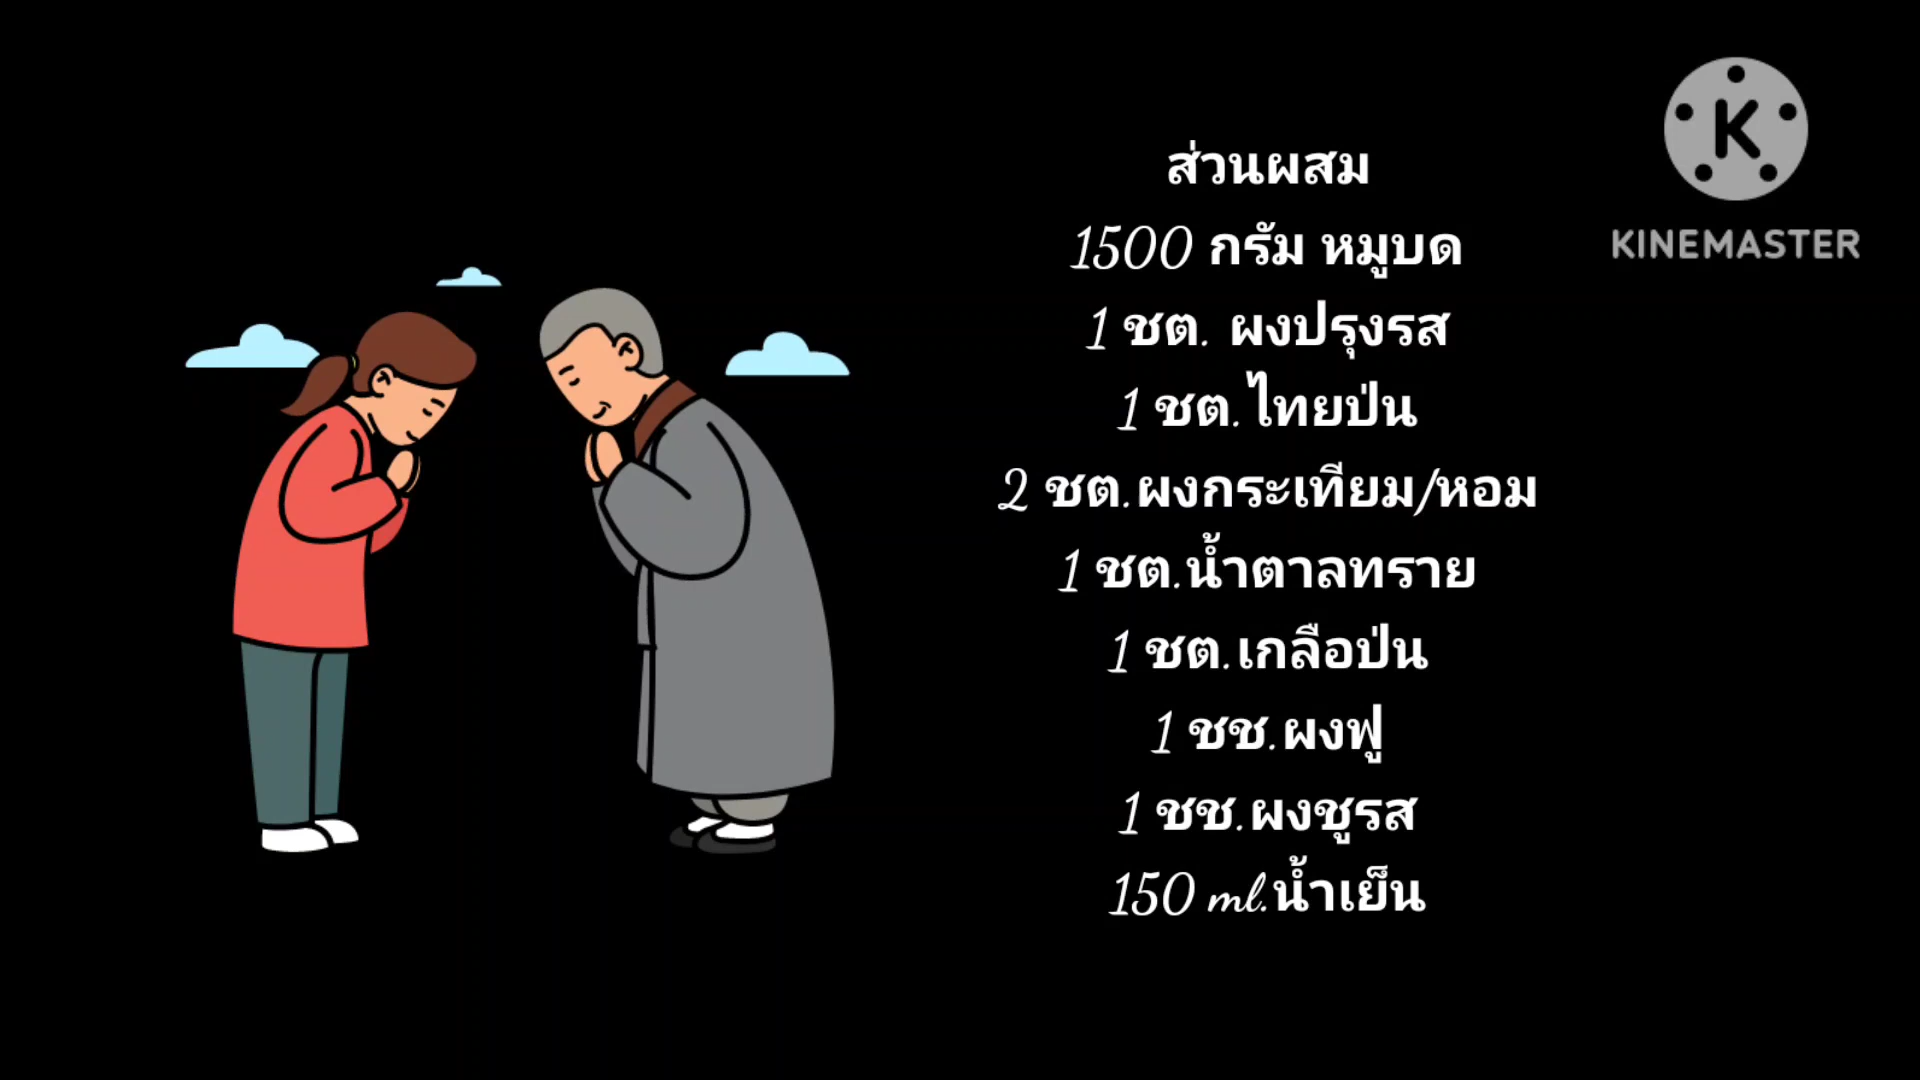 ส่วนผสม
1500 กรัม หมูบด
1 ชต. ผงปรุงรส
1 ชต.ไทยป่น
2 ชต.ผงกระเทียม/หอม
1 ชต.น้ำตาลทราย
1 ชต.เกลือป่น
1 ชช.ผงฟู
1 ชช.ผงชูรส
150 ml.น้ำเย็น
K
KINEMASTER